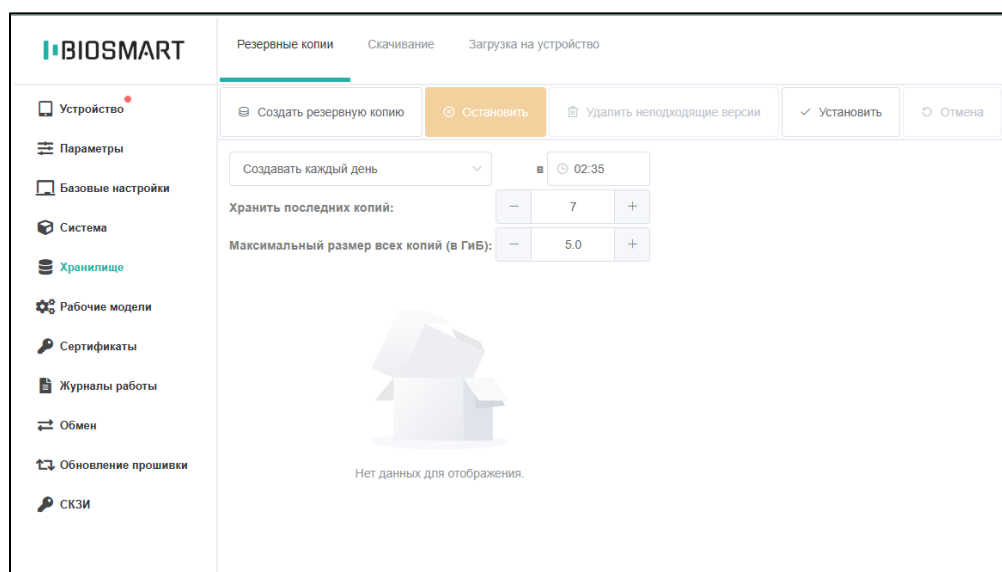 BIOSMART
Резервные копии Скачивание Загрузка на устройство
Устройство
Параметры
Базовые настройки
Система
Хранилище
Рабочие модели
Сертификаты
Журналы работы
Обмен
Обновление прошивки
СКЗИ
Создать резервную копию Остановить Удалить неподходящие версии Установить Отмена
Создавать каждый день в 02:35
Хранить последних копий: 7
Максимальный размер всех копий (в ГиБ): 5.0
Нет данных для отображения.